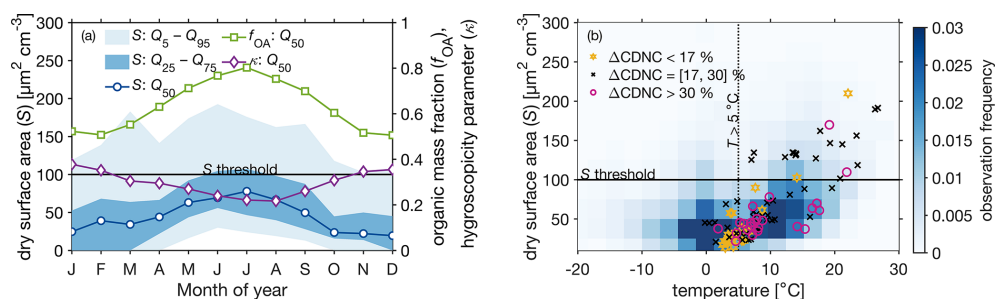 (a)
S: Q5 – Q95
S: Q25 – Q75
S: Q50
fOA: Q50
κ: Q50
S threshold
dry surface area (S) [μm² cm⁻³]
300
250
200
150
100
50
0
J F M A M J J A S O N D
Month of year
1
0.8
0.6
0.4
0.2
0
organic mass fraction (fOA),
hygroscopicity parameter (κ)
(b)
ΔCDNC < 17 %
ΔCDNC = [17, 30] %
ΔCDNC > 30 %
T > 5 °C
S threshold
dry surface area (S) [μm² cm⁻³]
300
250
200
150
100
50
-20 -10 0 10 20 30
temperature [°C]
0.03
0.025
0.02
0.015
0.01
0.005
0
observation frequency